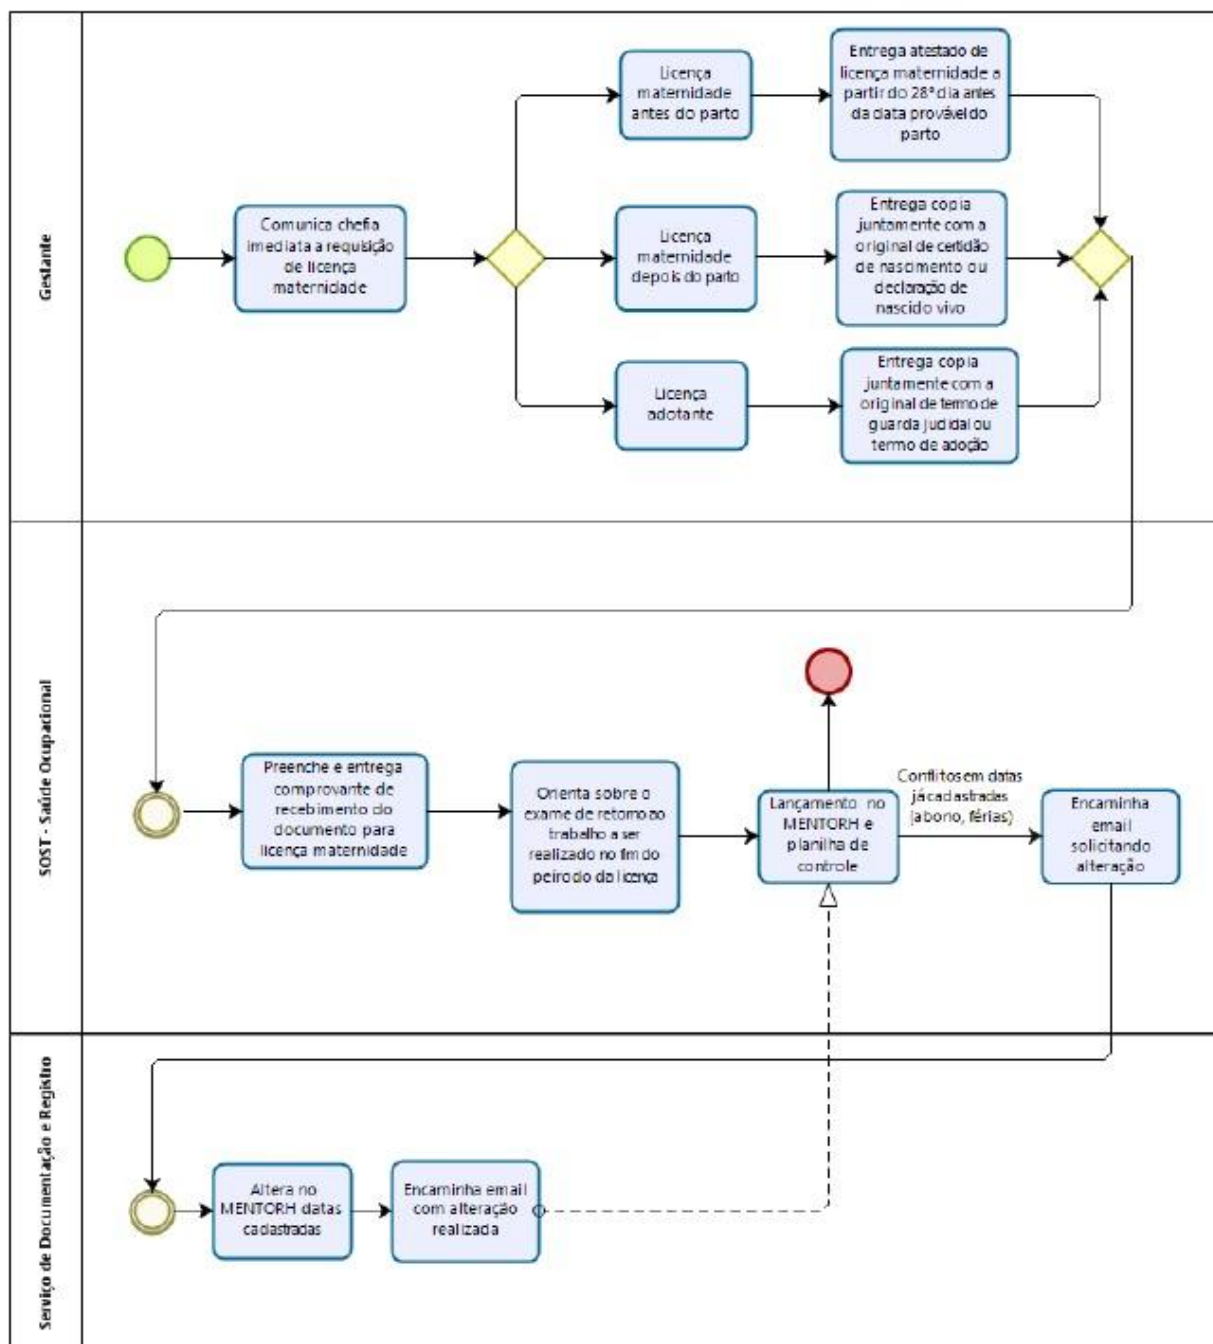 Gestante
Comunica chefia
imediata a requisição
de licença
maternidade
Licença
maternidade
antes do parto
Entrega atestado de
licença maternidade a
partir do 28º dia antes
da data provável do
parto
Licença
maternidade
depois do parto
Entrega copia
juntamente com a
original de certidão
de nascimento ou
declaração de
nascido vivo
Licença
adotante
Entrega copia
juntamente com a
original de termo de
guarda judidal ou
termo de adoção
SOST - Saúde Ocupacional
Preenche e entrega
comprovante de
recebimento do
documento para
licença maternidade
Orienta sobre o
exame de retorno ao
trabalho a ser
realizado no fm do
peírodo da licença
Lançamento no
MENTORH e
planilha de
controle
Conflitos em datas
já cadastradas
(abono, férias)
Encaminha
email
solicitando
alteração
Serviço de Documentação e Registro
Altera no
MENTORH datas
cadastradas
Encaminha email
com alteração
realizada